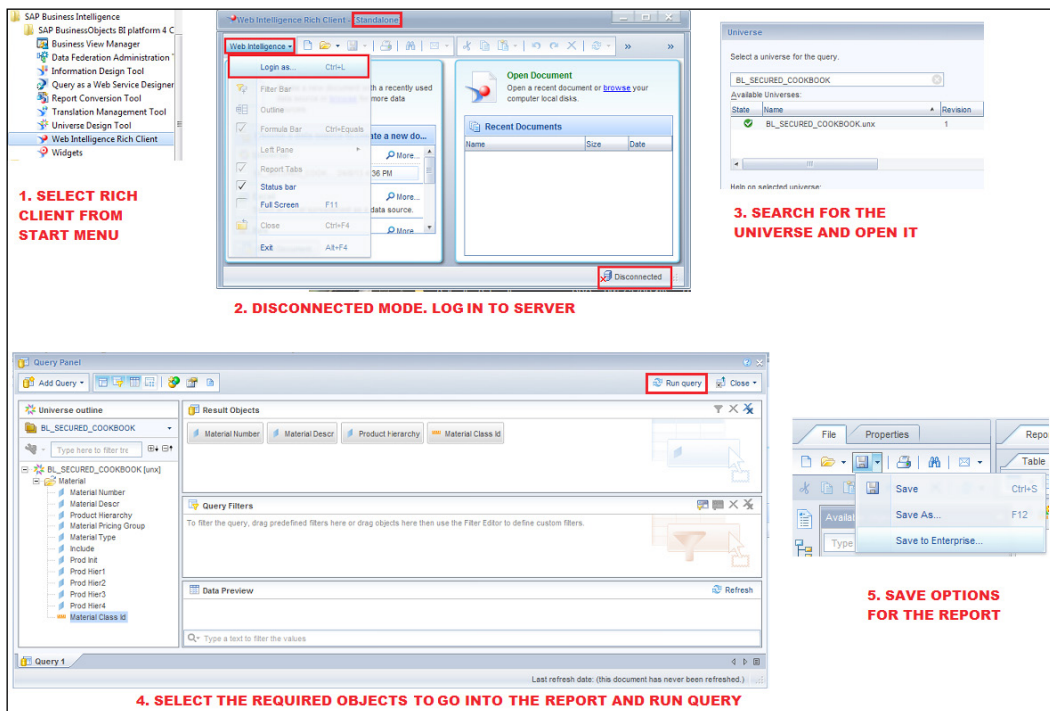 SAP Business Intelligence
SAP BusinessObjects BI platform 4 C
Business View Manager
Data Federation Administration T
Information Design Tool
Query as a Web Service Designer
Report Conversion Tool
Translation Management Tool
Universe Design Tool
Web Intelligence Rich Client
Widgets
1. SELECT RICH
CLIENT FROM
START MENU
Web Intelligence Rich Client - Standalone
Web Intelligence
Login as... Ctrl+L
Filter Bar
Outline
Formula Bar Ctrl+Equals
Left Pane
Report Tabs
Status bar
Full Screen F11
Close Ctrl+F4
Exit Alt+F4
with a recently used
more data
ate a new do...
More...
36 PM
More...
data source.
More
Open Document
Open a recent document or browse your
computer local disks.
Recent Documents
Name Size Date
Disconnected
2. DISCONNECTED MODE. LOG IN TO SERVER
Universe
Select a universe for the query.
BL_SECURED_COOKBOOK
Available Universes:
State Name Revision
BL_SECURED_COOKBOOK.unx 1
Help on selected universe:
3. SEARCH FOR THE
UNIVERSE AND OPEN IT
Query Panel
Add Query Run query Close
Universe outline
BL_SECURED_COOKBOOK
Type here to filter tre
BL_SECURED_COOKBOOK [unx]
Material
Material Number
Material Descr
Product Hierarchy
Material Pricing Group
Material Type
Include
Prod Init
Prod Hier1
Prod Hier2
Prod Hier3
Prod Hier4
Material Class Id
Result Objects
Material Number Material Descr Product Hierarchy Material Class Id
Query Filters
To filter the query, drag predefined filters here or drag objects here then use the Filter Editor to define custom filters.
Data Preview Refresh
Type a text to filter the values
Query 1
Last refresh date: (this document has never been refreshed.)
4. SELECT THE REQUIRED OBJECTS TO GO INTO THE REPORT AND RUN QUERY
File Properties Repo
Table
Save Ctrl+S
Save As... F12
Save to Enterprise...
Availa
Type
5. SAVE OPTIONS
FOR THE REPORT